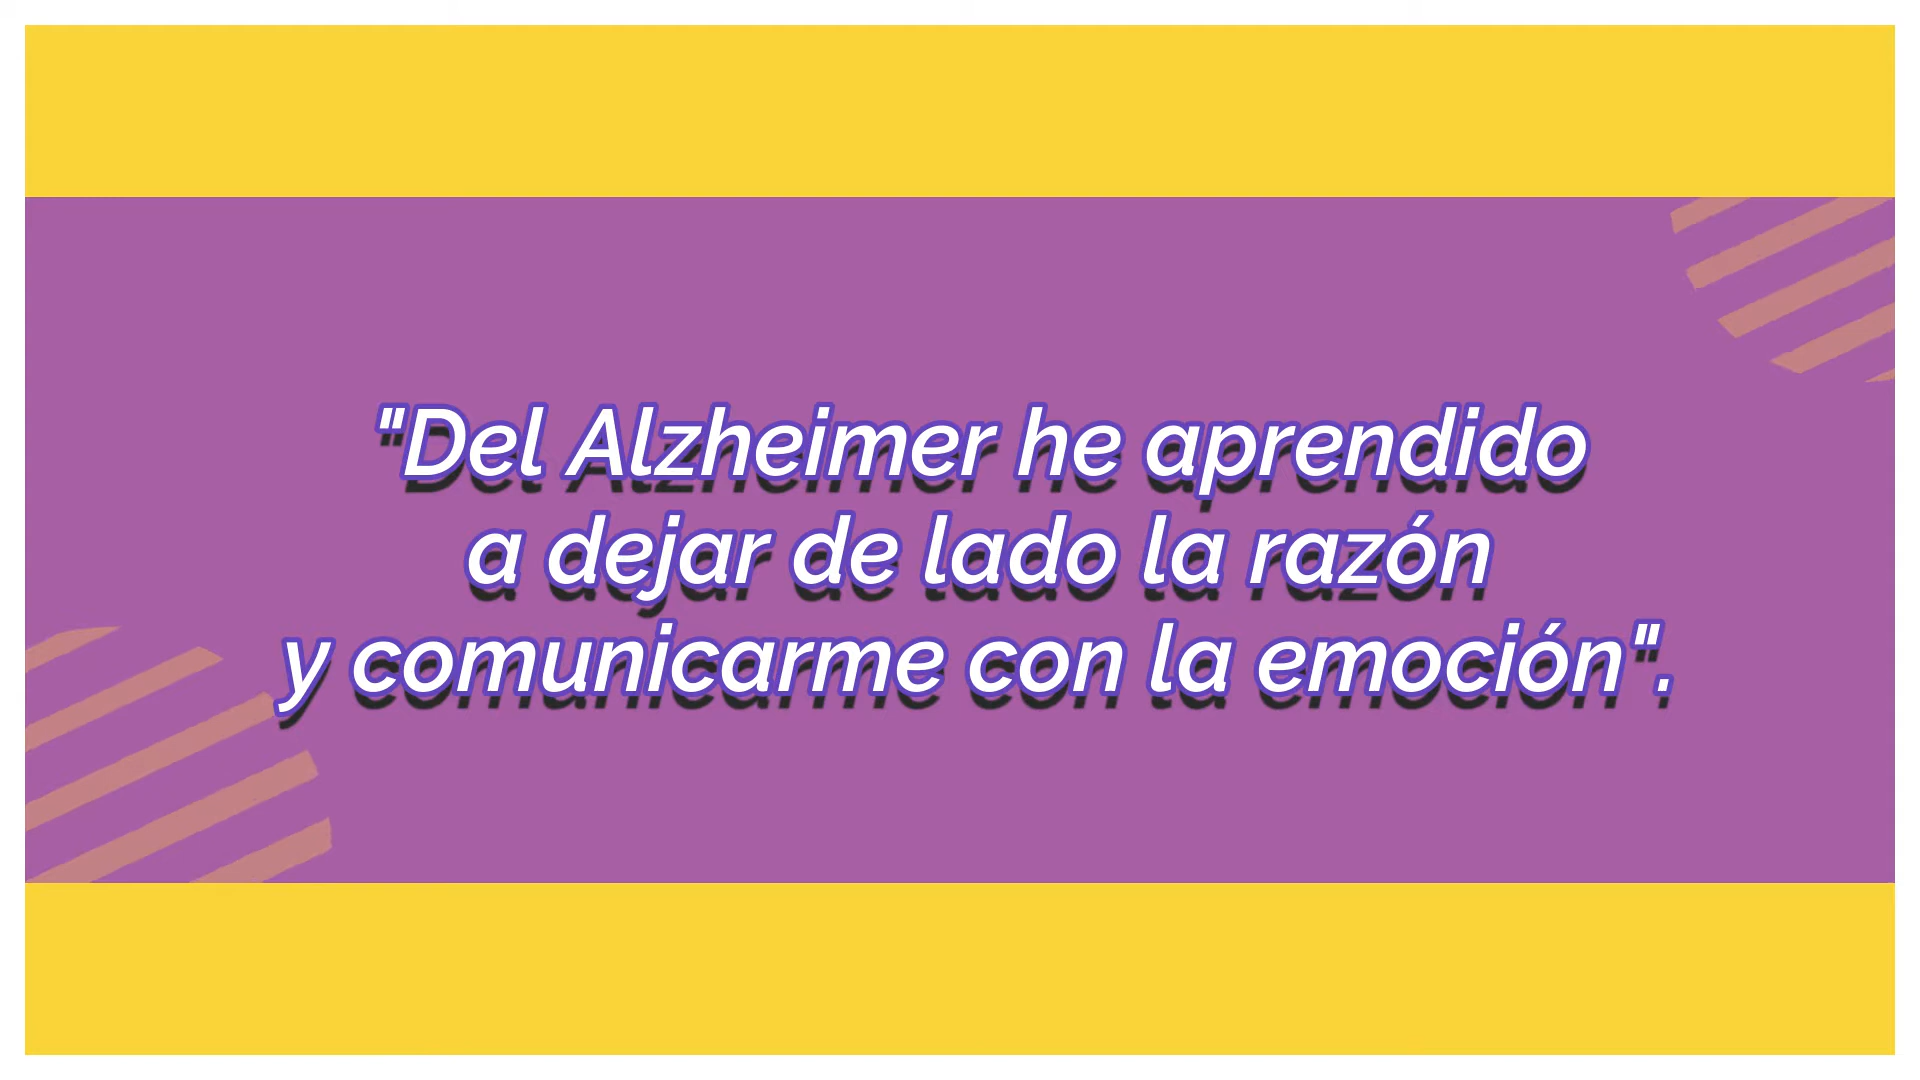 "Del Alzheimer he aprendido
a dejar de lado la razón
y comunicarme con la emoción".